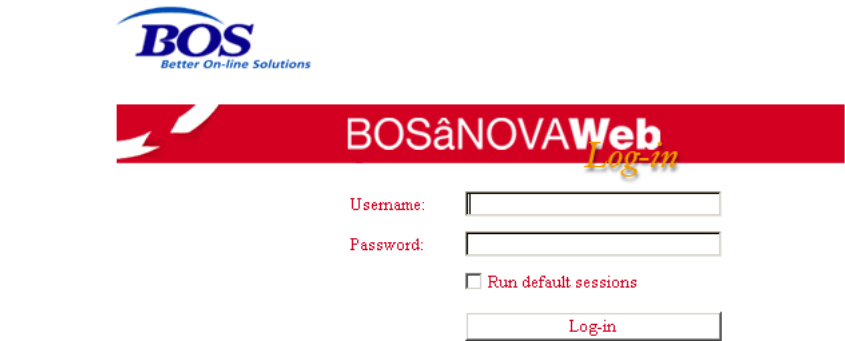 BOS
Better On-line Solutions
BOSâNOVAWeb
Log-in
Username:
Password:
Run default sessions
Log-in